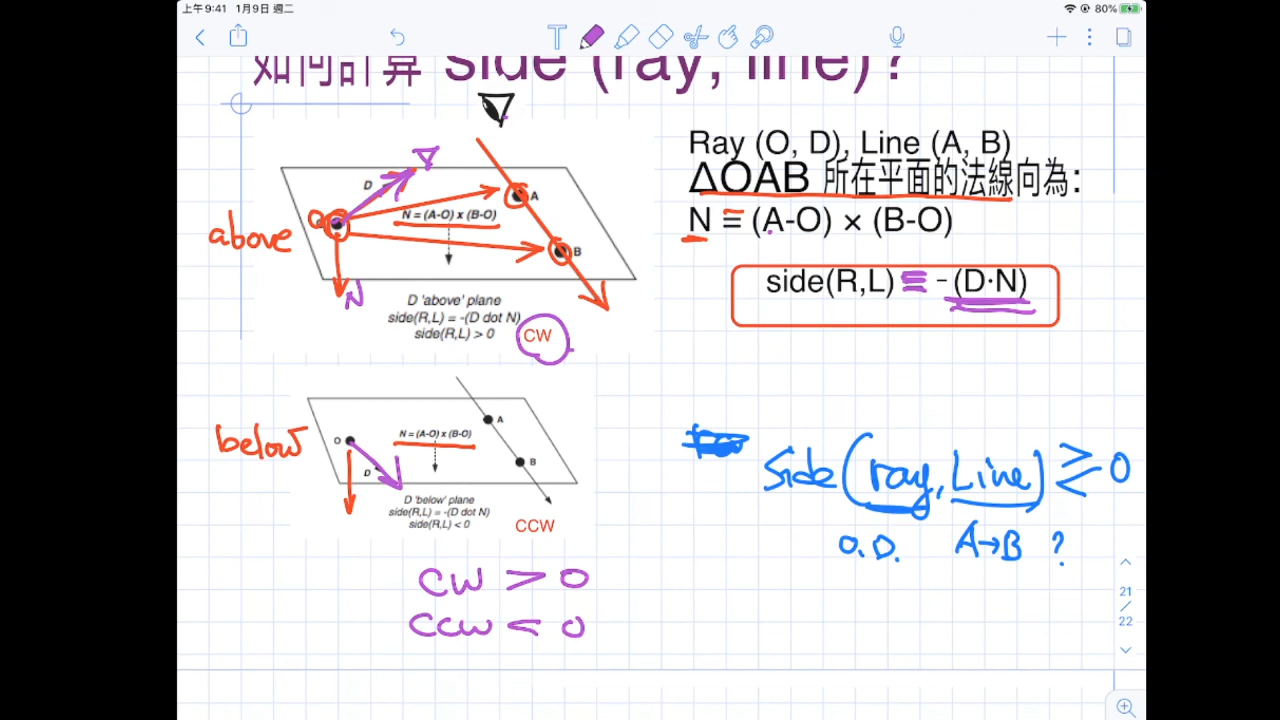 上午9:41 1月9日 週二
80%
如何計算 side (ray, line)?
D
A
O
N = (A-O) x (B-O)
B
N
above
D 'above' plane
side(R,L) = -(D dot N)
side(R,L) > 0
CW
Ray (O, D), Line (A, B)
ΔOAB 所在平面的法線向為:
N ≡ (A-O) × (B-O)
side(R,L) ≡ - (D·N)
below
A
O
N = (A-O) x (B-O)
B
D
D 'below' plane
side(R,L) = -(D dot N)
side(R,L) < 0
CCW
CW > 0
CCW < 0
Side (ray, Line) ≷ 0
O.D. A→B ?
21
/
22